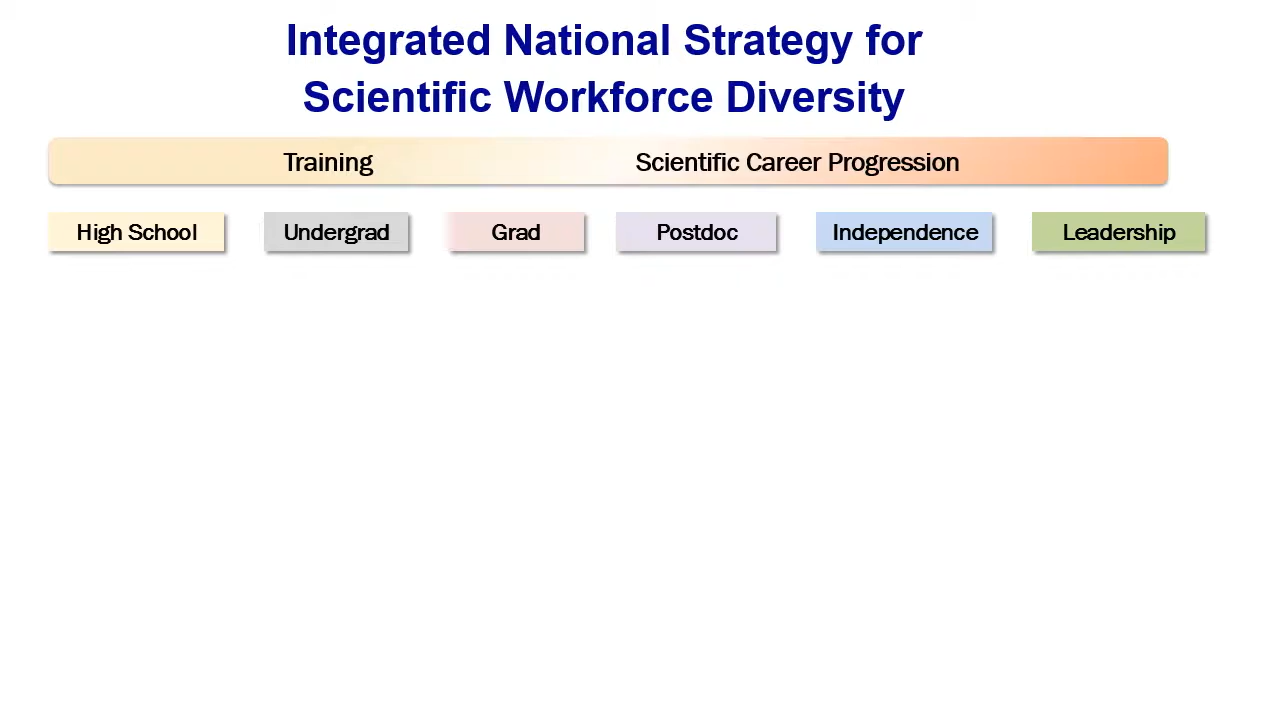 Integrated National Strategy for
Scientific Workforce Diversity
Training Scientific Career Progression
High School Undergrad Grad Postdoc Independence Leadership